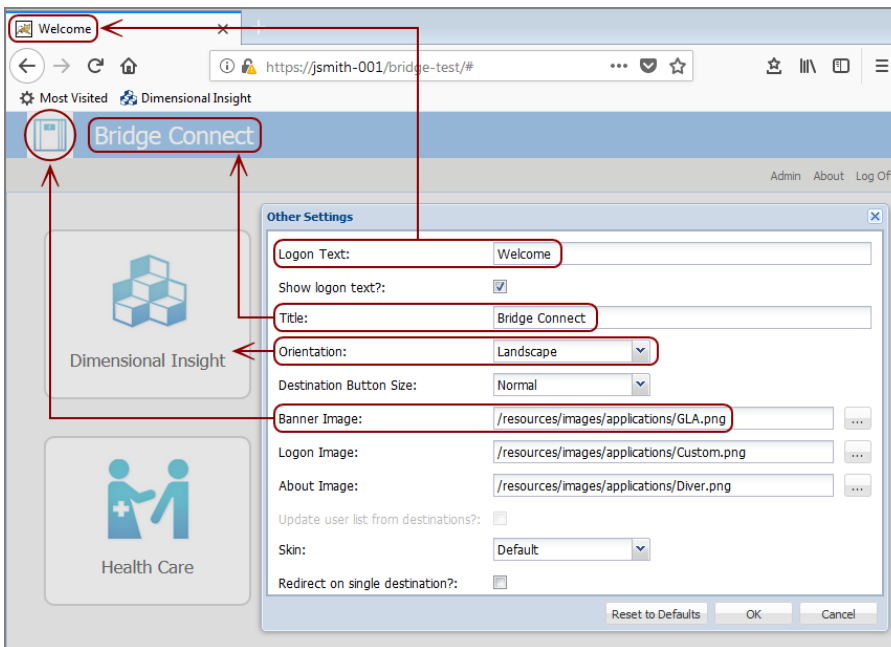 Welcome
https://jsmith-001/bridge-test/#
Most Visited Dimensional Insight
Bridge Connect
Admin About Log Of
Other Settings
Logon Text: Welcome
Show logon text?:
Title: Bridge Connect
Orientation: Landscape
Dimensional Insight
Destination Button Size: Normal
Banner Image: /resources/images/applications/GLA.png ...
Logon Image: /resources/images/applications/Custom.png ...
About Image: /resources/images/applications/Diver.png ...
Update user list from destinations?:
Skin: Default
Health Care
Redirect on single destination?:
Reset to Defaults OK Cancel